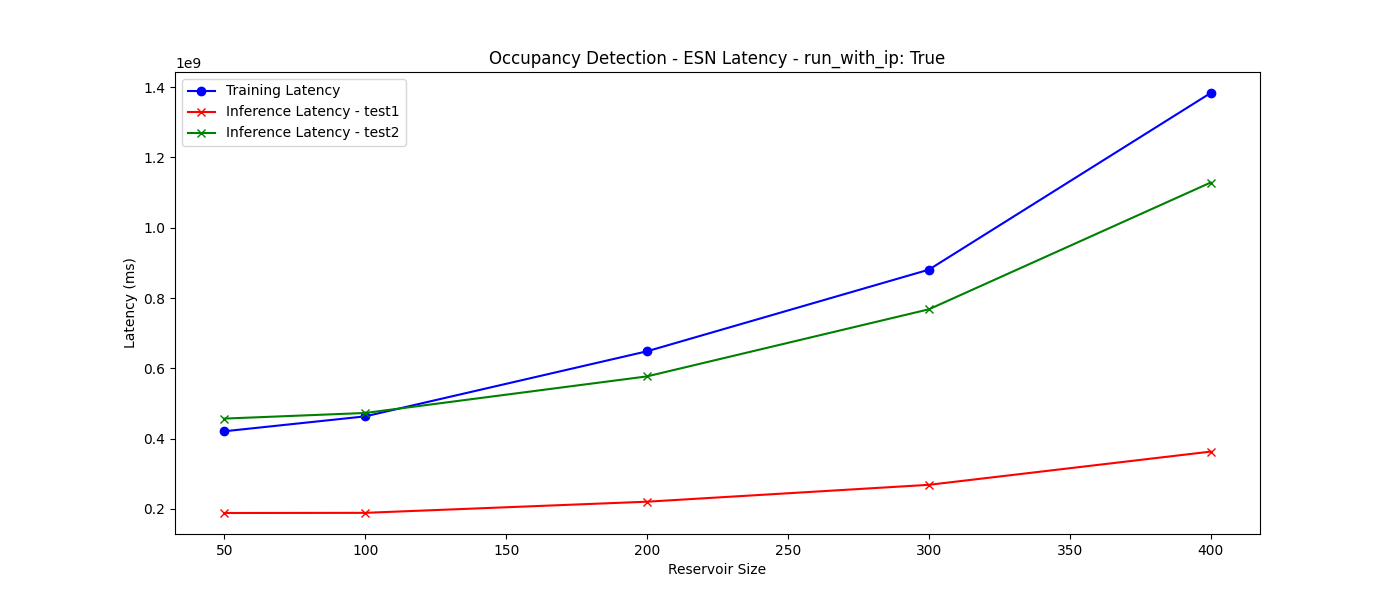 Occupancy Detection - ESN Latency - run_with_ip: True
1e9
Training Latency
Inference Latency - test1
Inference Latency - test2
Latency (ms)
1.4
1.2
1.0
0.8
0.6
0.4
0.2
50 100 150 200 250 300 350 400
Reservoir Size